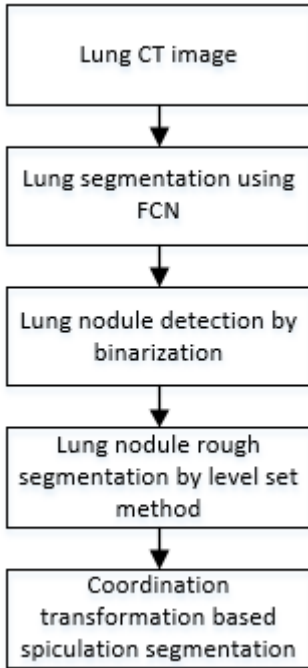 Lung CT image
Lung segmentation using
FCN
Lung nodule detection by
binarization
Lung nodule rough
segmentation by level set
method
Coordination
transformation based
spiculation segmentation